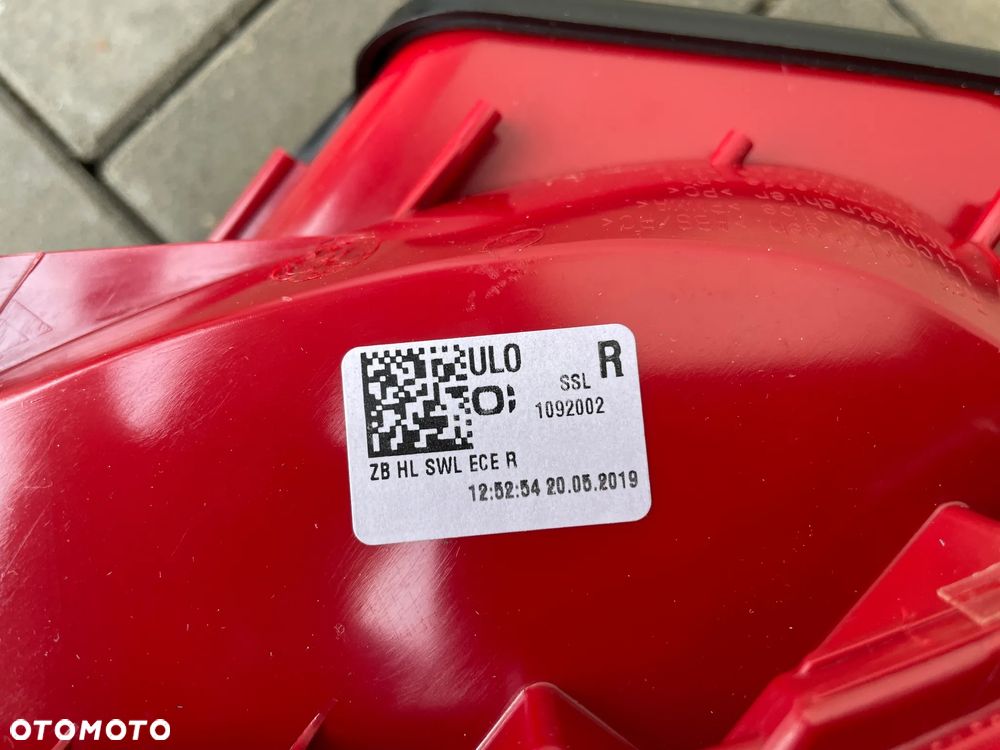 ULO
R
SSL
1092002
ZB HL SWL ECE R
12:52:54 20.05.2019
OTOMOTO